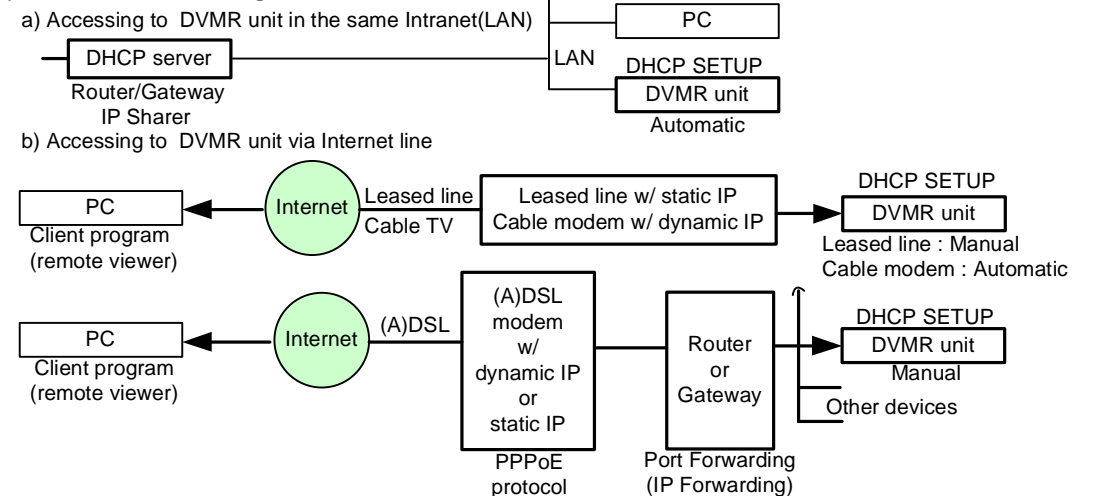 a) Accessing to DVMR unit in the same Intranet(LAN)
PC
DHCP server
LAN
DHCP SETUP
DVMR unit
Automatic
Router/Gateway
IP Sharer
b) Accessing to DVMR unit via Internet line
PC
Client program
(remote viewer)
Internet
Leased line
Cable TV
Leased line w/ static IP
Cable modem w/ dynamic IP
DHCP SETUP
DVMR unit
Leased line : Manual
Cable modem : Automatic
PC
Client program
(remote viewer)
Internet
(A)DSL
(A)DSL
modem
w/
dynamic IP
or
static IP
PPPoE
protocol
Router
or
Gateway
Port Forwarding
(IP Forwarding)
DHCP SETUP
DVMR unit
Manual
Other devices